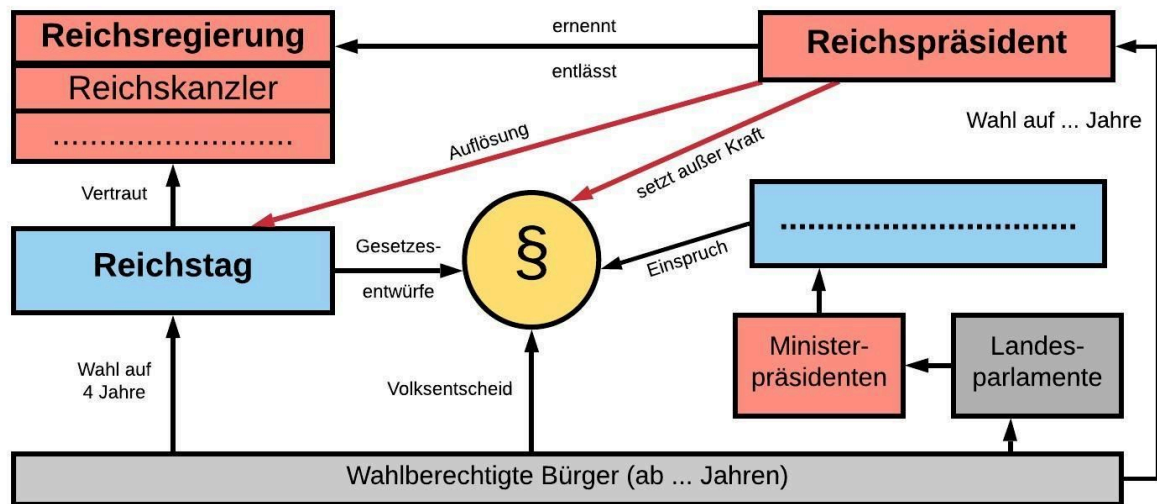 Reichsregierung
Reichskanzler
..........................
ernennt
entlässt
Reichspräsident
Wahl auf ... Jahre
Auflösung
setzt außer Kraft
Vertraut
Reichstag
Gesetzes-
entwürfe
§
Einspruch
................................
Minister-
präsidenten
Landes-
parlamente
Wahl auf
4 Jahre
Volksentscheid
Wahlberechtigte Bürger (ab ... Jahren)